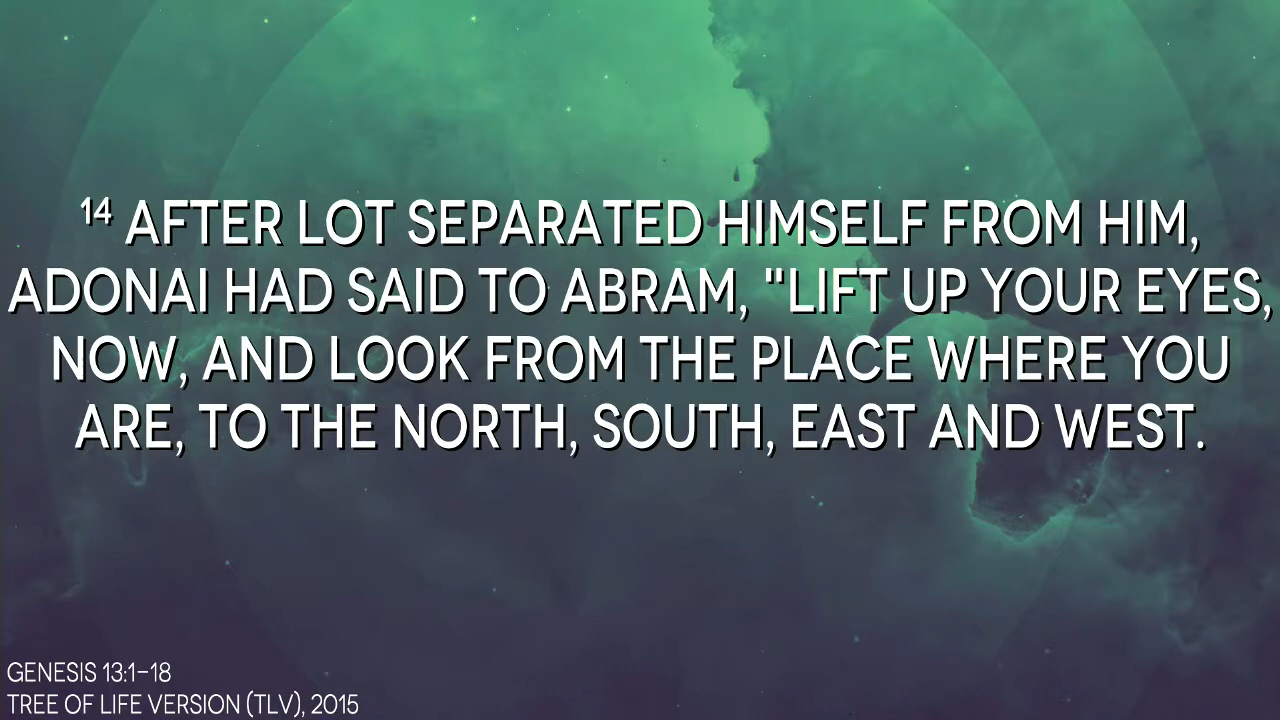 ¹⁴ AFTER LOT SEPARATED HIMSELF FROM HIM,
ADONAI HAD SAID TO ABRAM, "LIFT UP YOUR EYES,
NOW, AND LOOK FROM THE PLACE WHERE YOU
ARE, TO THE NORTH, SOUTH, EAST AND WEST.
GENESIS 13:1-18
TREE OF LIFE VERSION (TLV), 2015